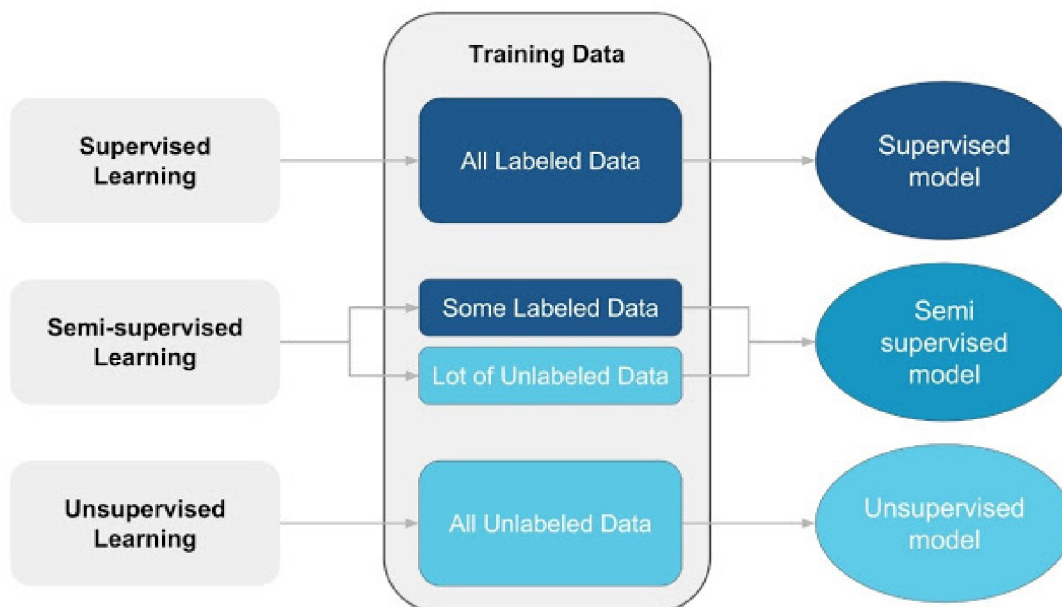 Training Data
Supervised
Learning
All Labeled Data
Supervised
model
Semi-supervised
Learning
Some Labeled Data
Lot of Unlabeled Data
Semi
supervised
model
Unsupervised
Learning
All Unlabeled Data
Unsupervised
model